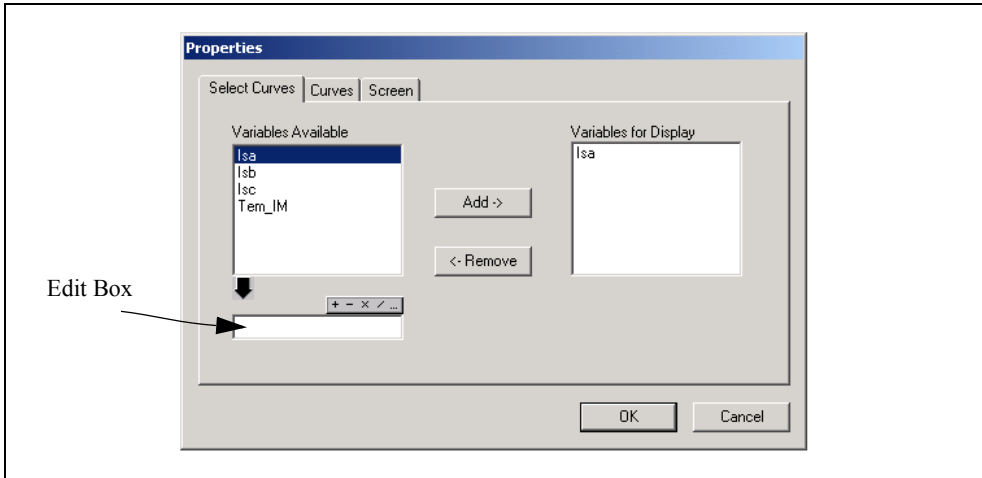 Properties
Select Curves Curves Screen
Variables Available
Isa
Isb
Isc
Tem_IM
Add ->
<- Remove
Variables for Display
Isa
Edit Box
+ - × / ...
OK Cancel